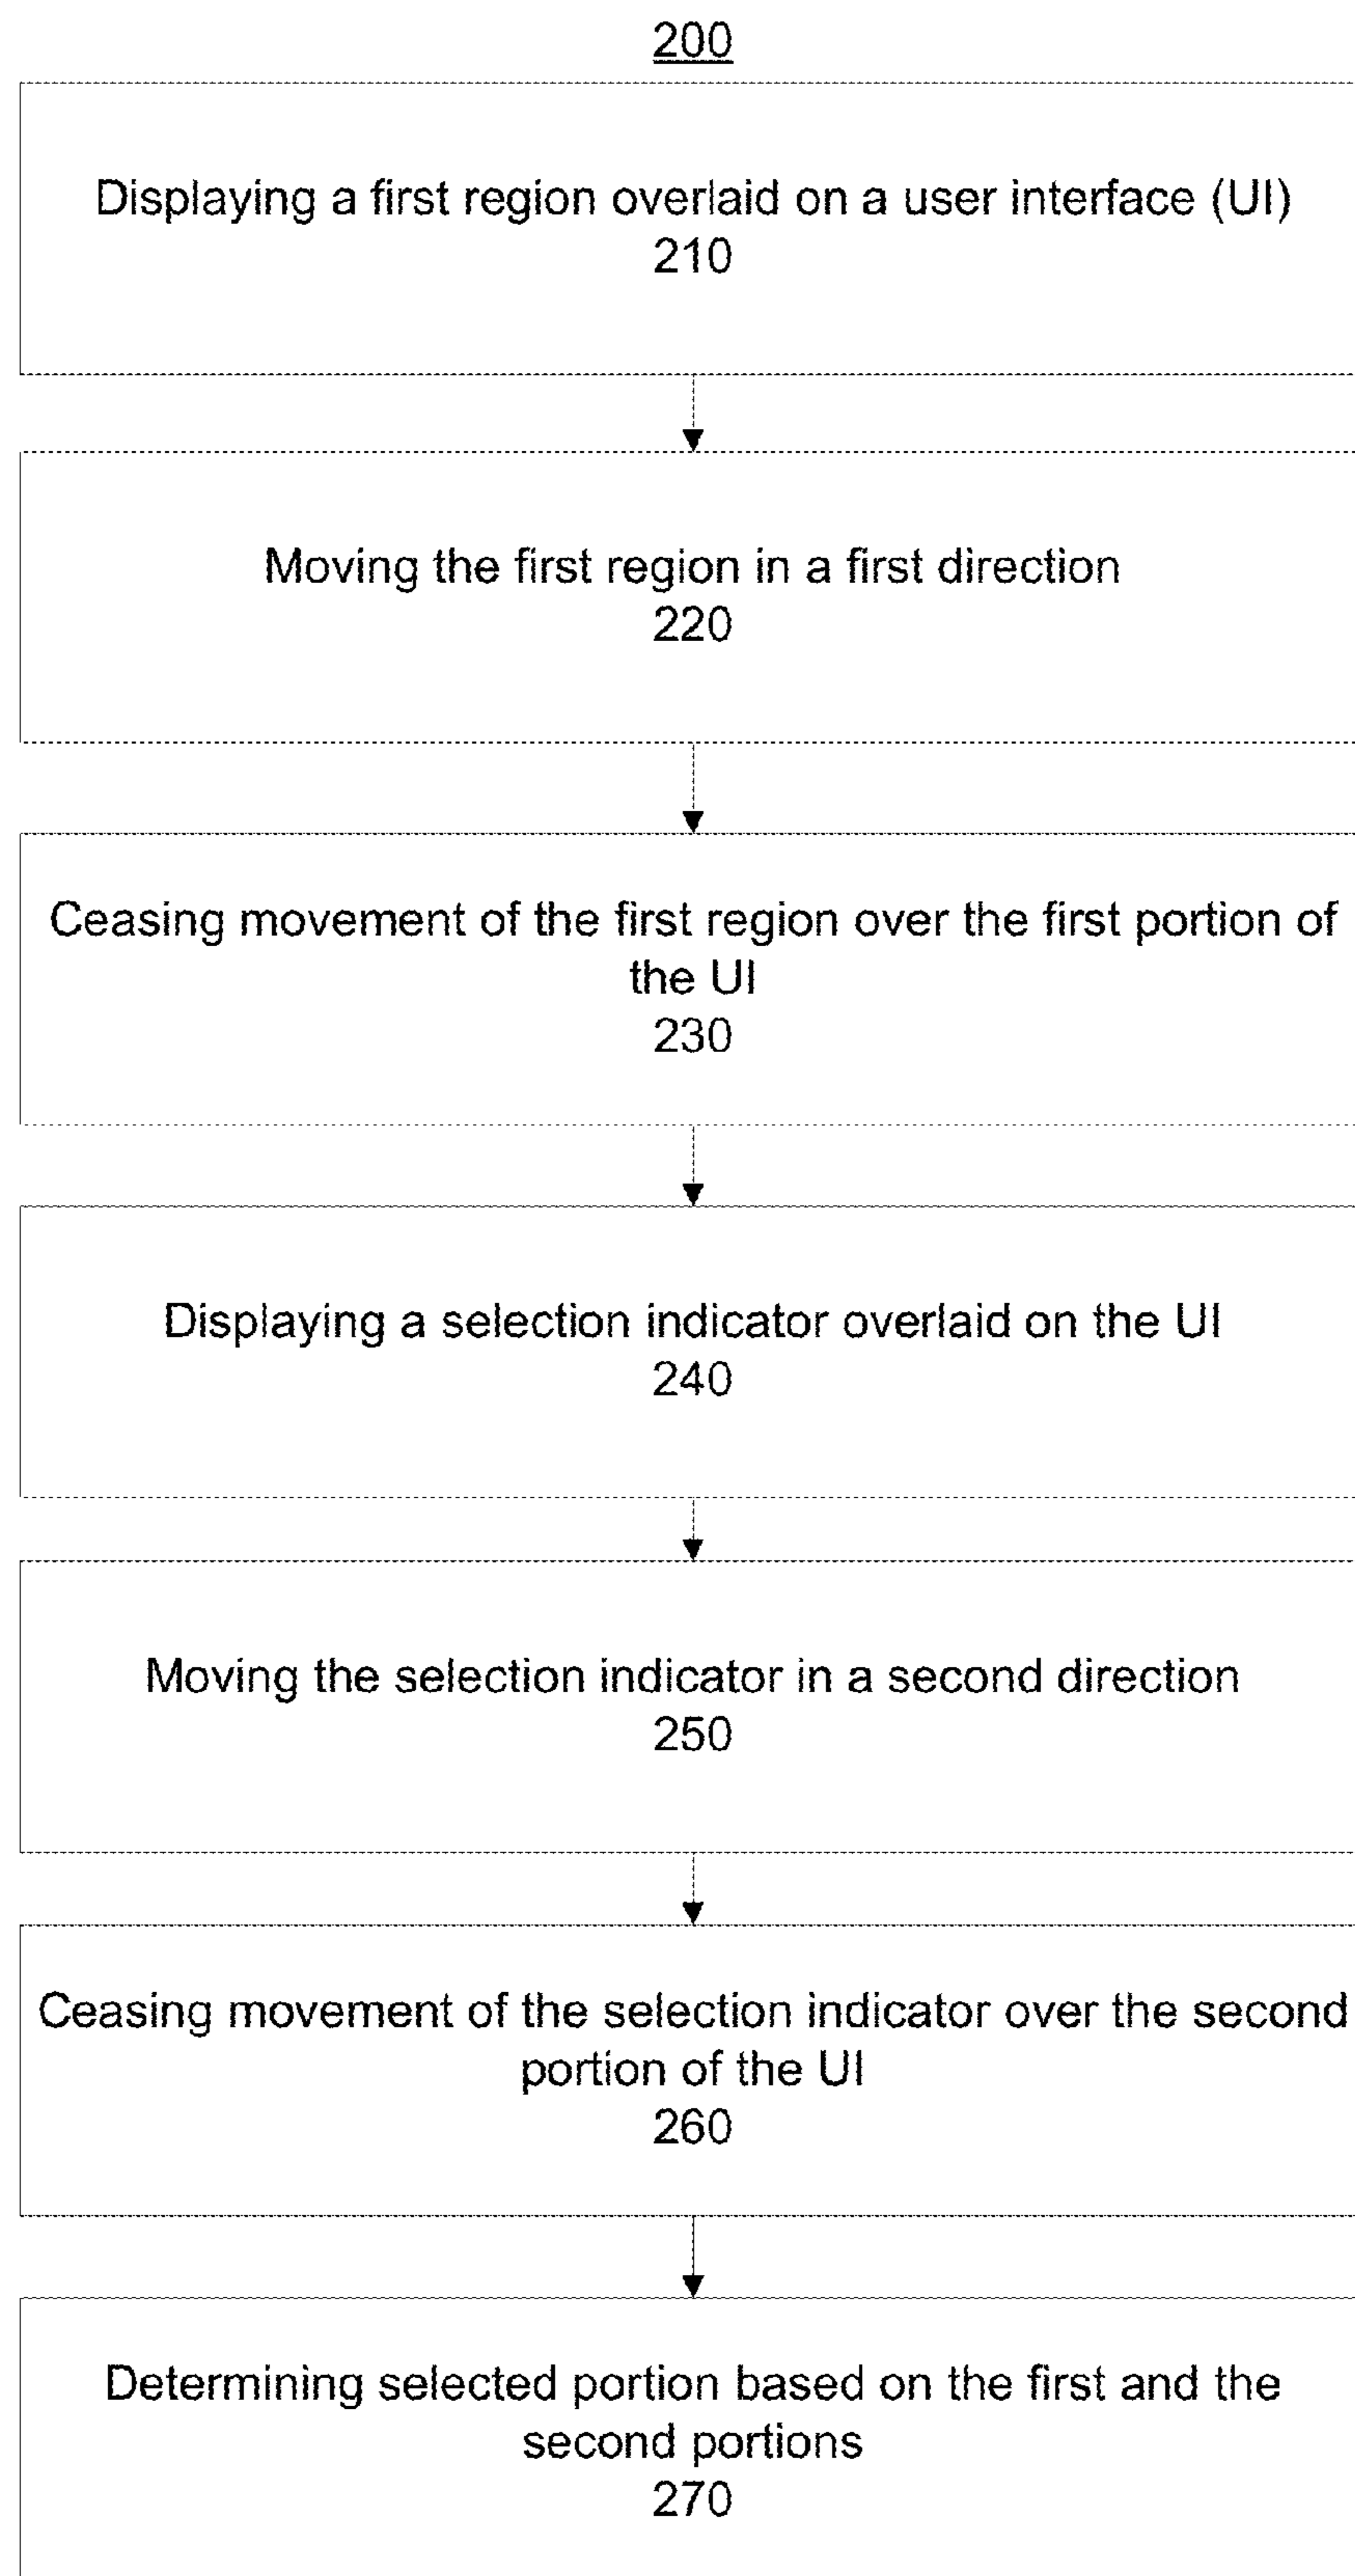 200
Displaying a first region overlaid on a user interface (UI)
210
Moving the first region in a first direction
220
Ceasing movement of the first region over the first portion of
the UI
230
Displaying a selection indicator overlaid on the UI
240
Moving the selection indicator in a second direction
250
Ceasing movement of the selection indicator over the second
portion of the UI
260
Determining selected portion based on the first and the
second portions
270